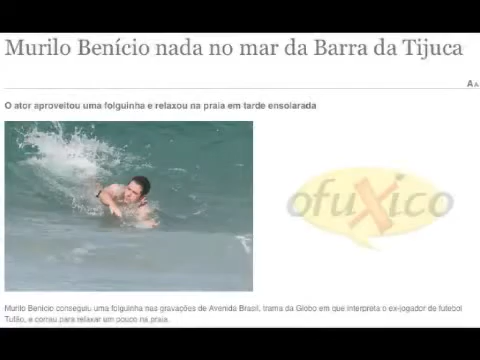 Murilo Benício nada no mar da Barra da Tijuca
A A
O ator aproveitou uma folguinha e relaxou na praia em tarde ensolarada
ofuxico
Murilo Benício conseguiu uma folguinha nas gravações de Avenida Brasil, trama da Globo em que interpreta o ex-jogador de futebol
Tufão, e correu para relaxar um pouco na praia.